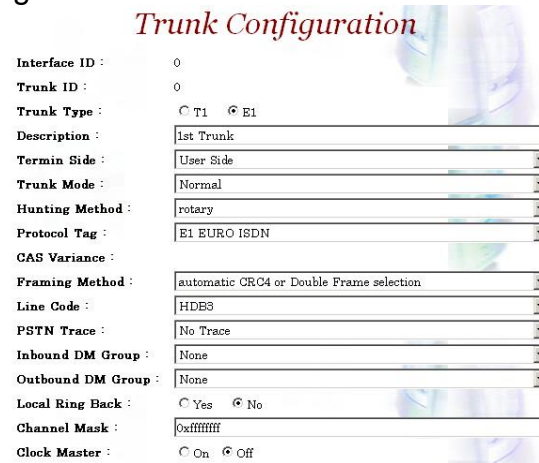 Trunk Configuration
Interface ID : 0
Trunk ID : 0
Trunk Type : T1 E1
Description : 1st Trunk
Termin Side : User Side
Trunk Mode : Normal
Hunting Method : rotary
Protocol Tag : E1 EURO ISDN
CAS Variance :
Framing Method : automatic CRC4 or Double Frame selection
Line Code : HDB3
PSTN Trace : No Trace
Inbound DM Group : None
Outbound DM Group : None
Local Ring Back : Yes No
Channel Mask : 0xffffffff
Clock Master : On Off